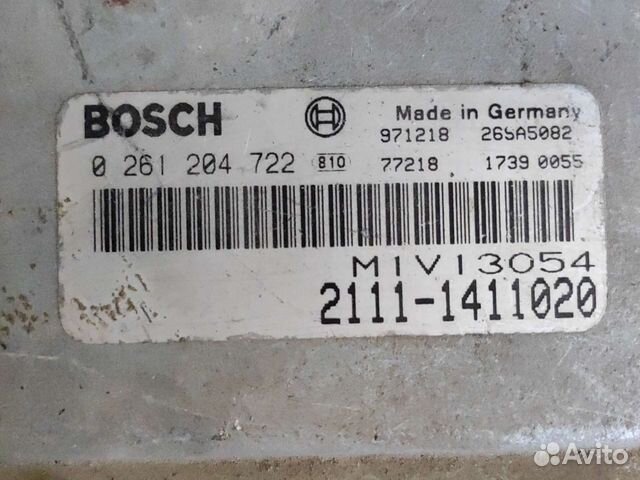 BOSCH Made in Germany
971218 26SA5082
0 261 204 722 810 77218 1739 0055
M1V13054
2111-1411020
Avito